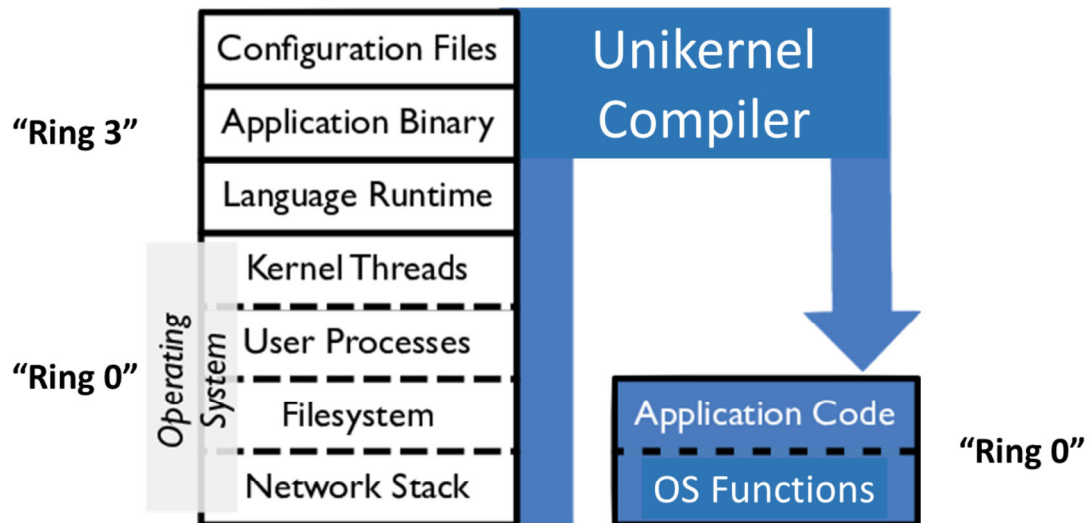 Configuration Files
Unikernel
Compiler
“Ring 3”
Application Binary
Language Runtime
Kernel Threads
Operating
System
User Processes
“Ring 0”
Filesystem
Application Code
Network Stack
OS Functions
“Ring 0”